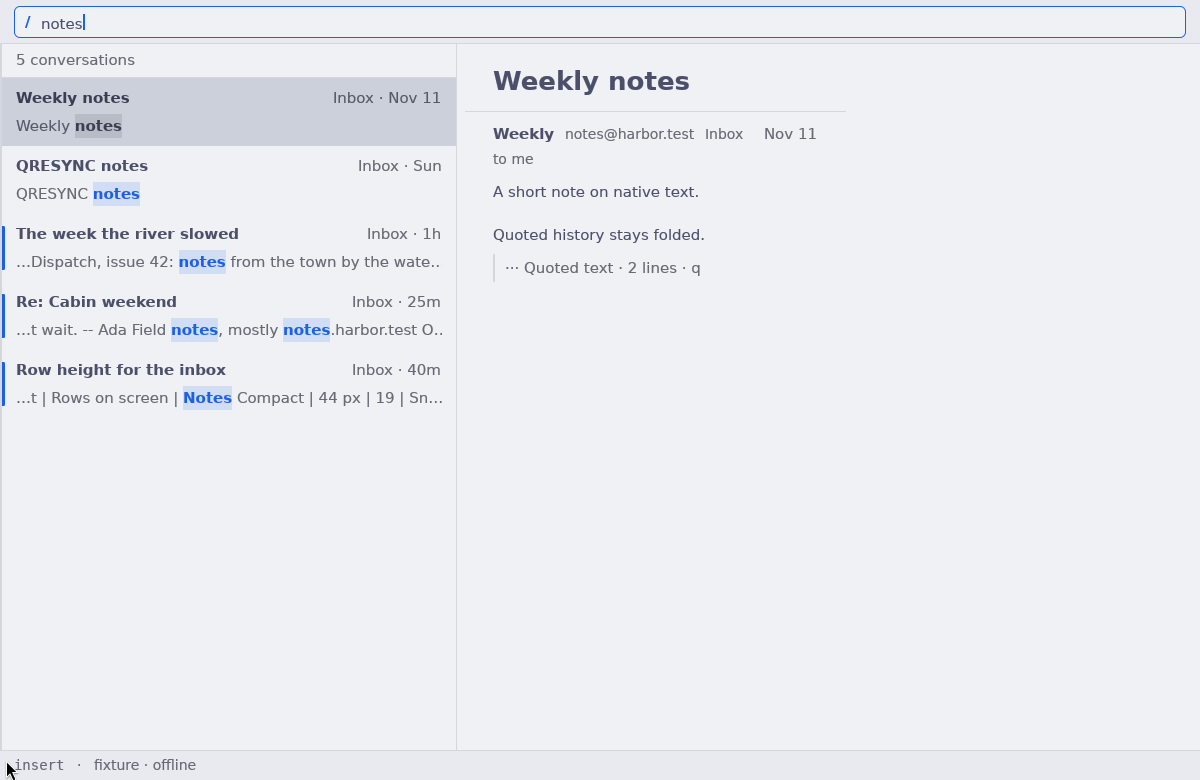 / notes
5 conversations
Weekly notes Inbox · Nov 11
Weekly notes
QRESYNC notes Inbox · Sun
QRESYNC notes
The week the river slowed Inbox · 1h
...Dispatch, issue 42: notes from the town by the wate..
Re: Cabin weekend Inbox · 25m
...t wait. -- Ada Field notes, mostly notes.harbor.test O..
Row height for the inbox Inbox · 40m
...t | Rows on screen | Notes Compact | 44 px | 19 | Sn...
Weekly notes
Weekly notes@harbor.test Inbox Nov 11
to me
A short note on native text.
Quoted history stays folded.
··· Quoted text · 2 lines · q
insert · fixture · offline